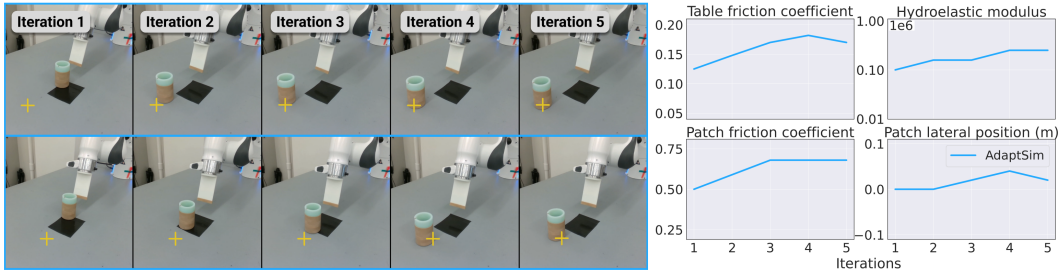 Iteration 1
Iteration 2
Iteration 3
Iteration 4
Iteration 5
Table friction coefficient
0.20
0.15
0.10
0.05
Hydroelastic modulus
1.00
1e6
0.10
0.01
Patch friction coefficient
0.75
0.50
0.25
1 2 3 4 5
Patch lateral position (m)
0.1
AdaptSim
0.0
−0.1
1 2 3 4 5
Iterations